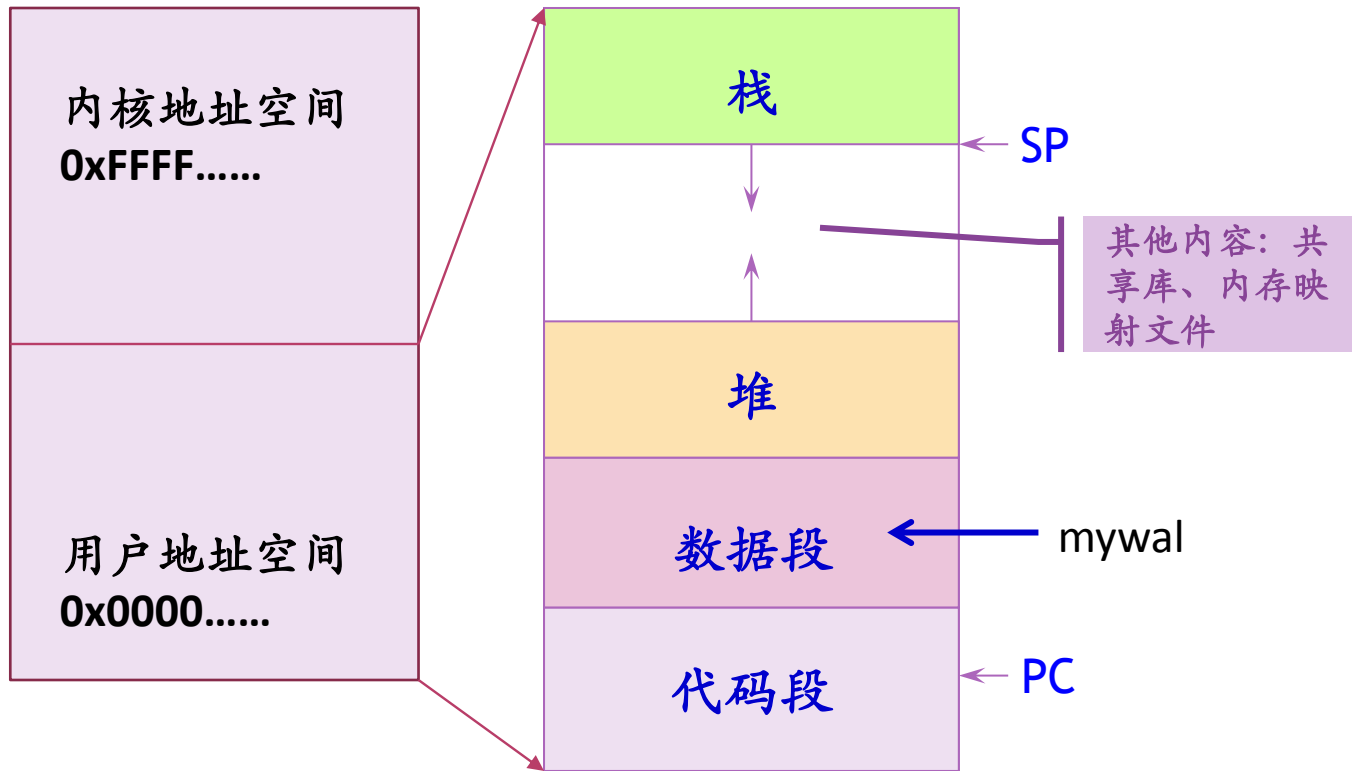 内核地址空间
0xFFFF……
用户地址空间
0x0000……
栈
SP
其他内容：共
享库、内存映
射文件
堆
数据段
mywal
代码段
PC